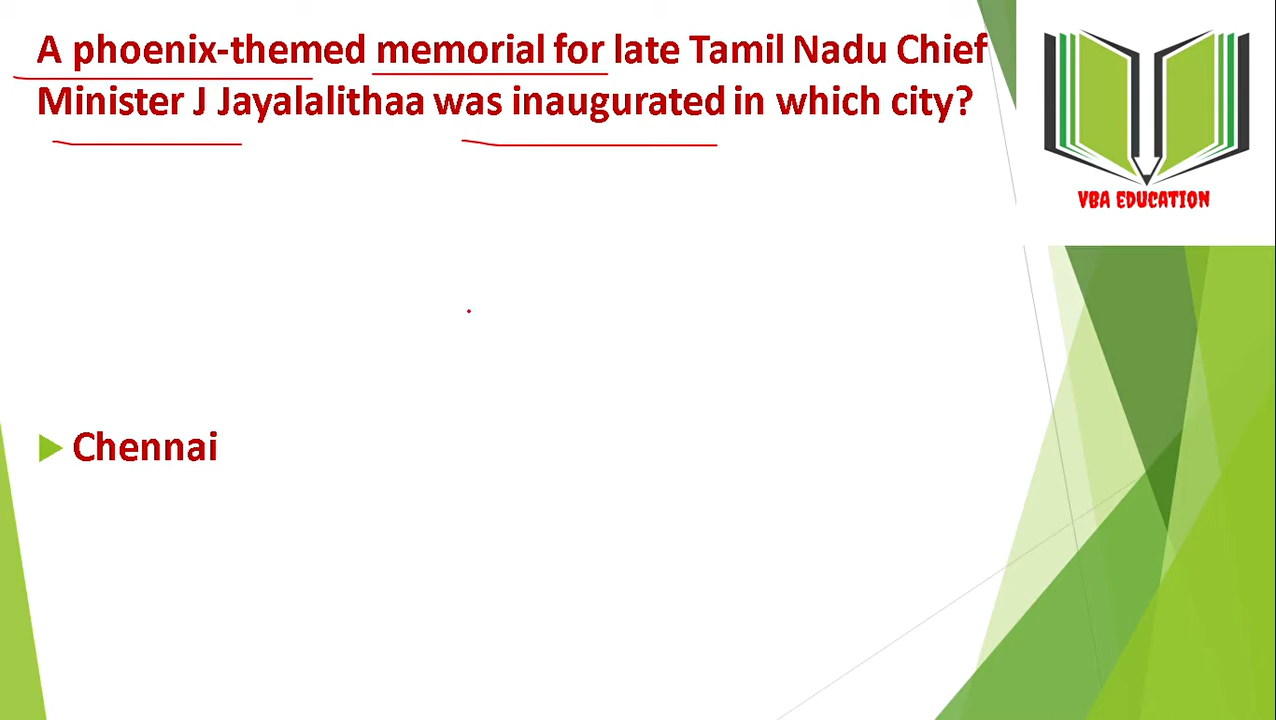 A phoenix-themed memorial for late Tamil Nadu Chief
Minister J Jayalalithaa was inaugurated in which city?
VBA EDUCATION
Chennai